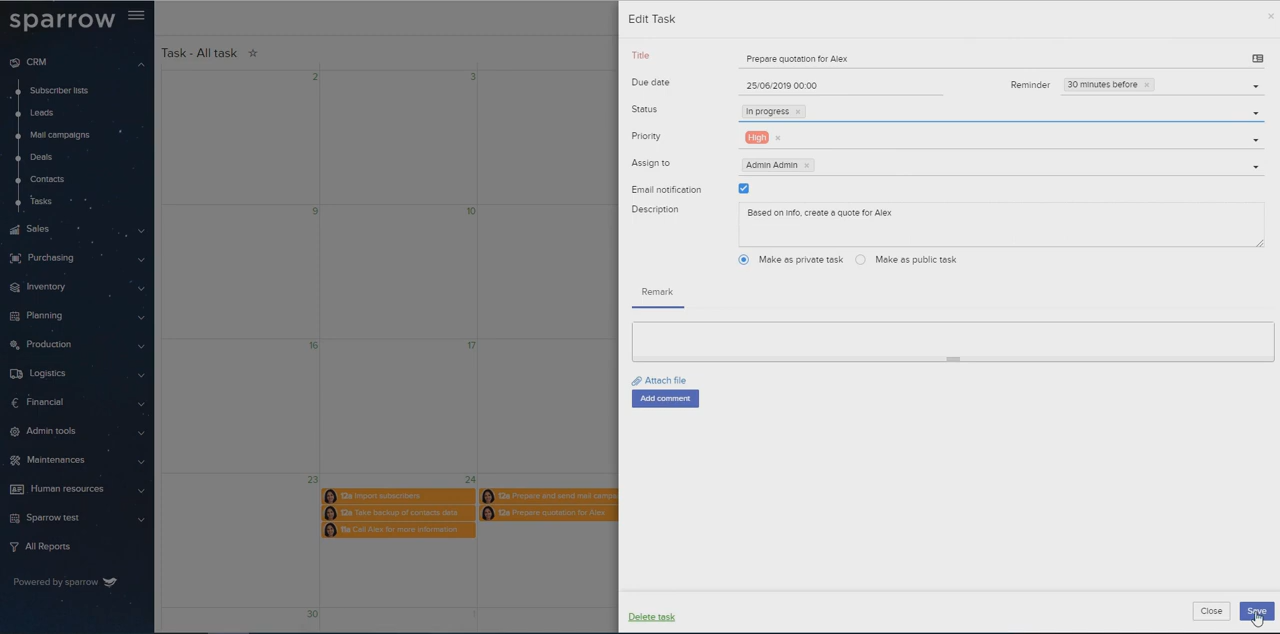 sparrow
CRM
Subscriber lists
Leads
Mail campaigns
Deals
Contacts
Tasks
Sales
Purchasing
Inventory
Planning
Production
Logistics
Financial
Admin tools
Maintenances
Human resources
Sparrow test
All Reports
Powered by sparrow
Task - All task
2 3
9 10
16 17
23 24
12a Import subscribers
12a Take backup of contacts data
11a Call Alex for more information
12a Prepare and send mail campa
12a Prepare quotation for Alex
30 1
Edit Task
×
Title Prepare quotation for Alex
Due date 25/06/2019 00:00 Reminder 30 minutes before ×
Status In progress ×
Priority High ×
Assign to Admin Admin ×
Email notification
Description Based on info, create a quote for Alex
Make as private task Make as public task
Remark
Attach file
Add comment
Delete task Close Save